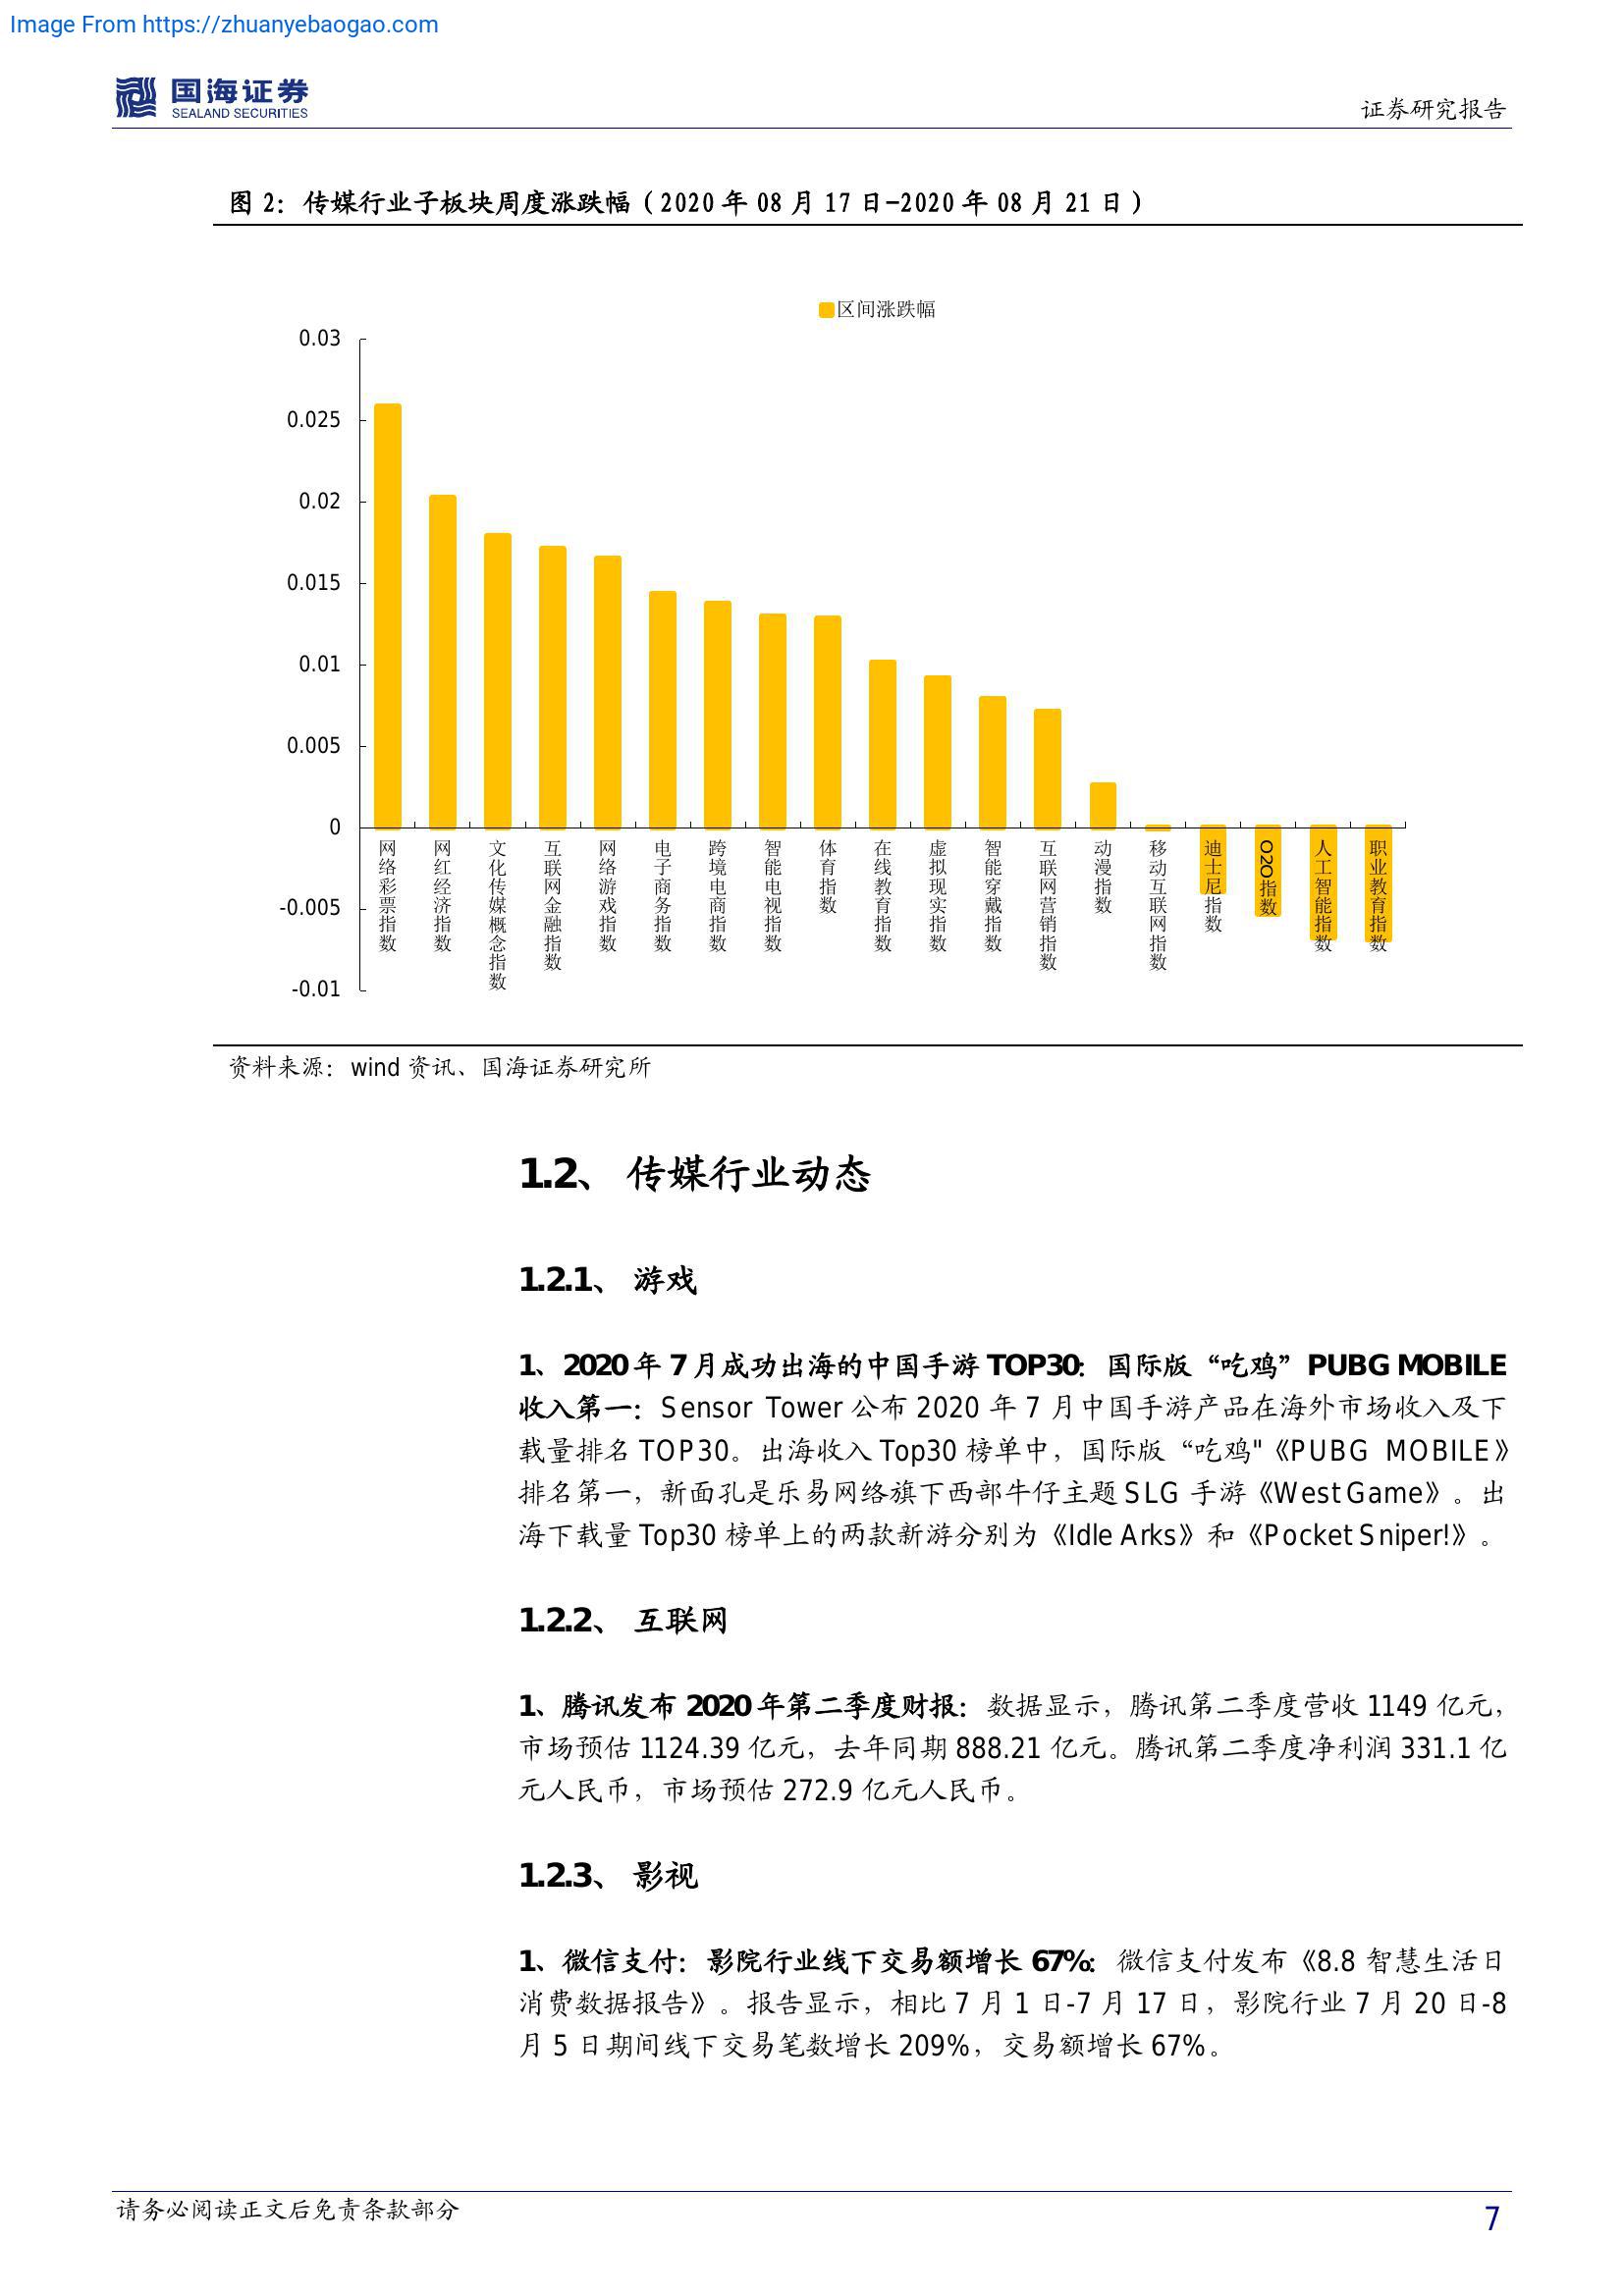 Image From https://zhuanyebaogao.com
国海证券
SEALAND SECURITIES
证券研究报告
图 2：传媒行业子板块周度涨跌幅（2020 年 08 月 17 日-2020 年 08 月 21 日）
区间涨跌幅
0.03
0.025
0.02
0.015
0.01
0.005
0
-0.005
-0.01
网络彩票指数
网红经济指数
文化传媒概念指数
互联网金融指数
网络游戏指数
电子商务指数
跨境电商指数
智能电视指数
体育指数
在线教育指数
虚拟现实指数
智能穿戴指数
互联网营销指数
动漫指数
移动互联网指数
迪士尼指数
O2O指数
人工智能指数
职业教育指数
资料来源：wind 资讯、国海证券研究所
1.2、 传媒行业动态
1.2.1、 游戏
1、2020 年 7 月成功出海的中国手游 TOP30：国际版“吃鸡”PUBG MOBILE
收入第一：Sensor Tower 公布 2020 年 7 月中国手游产品在海外市场收入及下
载量排名 TOP30。出海收入 Top30 榜单中，国际版“吃鸡"《PUBG MOBILE》
排名第一，新面孔是乐易网络旗下西部牛仔主题 SLG 手游《West Game》。出
海下载量 Top30 榜单上的两款新游分别为《Idle Arks》和《Pocket Sniper!》。
1.2.2、 互联网
1、腾讯发布 2020 年第二季度财报：数据显示，腾讯第二季度营收 1149 亿元，
市场预估 1124.39 亿元，去年同期 888.21 亿元。腾讯第二季度净利润 331.1 亿
元人民币，市场预估 272.9 亿元人民币。
1.2.3、 影视
1、微信支付：影院行业线下交易额增长 67%：微信支付发布《8.8 智慧生活日
消费数据报告》。报告显示，相比 7 月 1 日-7 月 17 日，影院行业 7 月 20 日-8
月 5 日期间线下交易笔数增长 209%，交易额增长 67%。
请务必阅读正文后免责条款部分
7